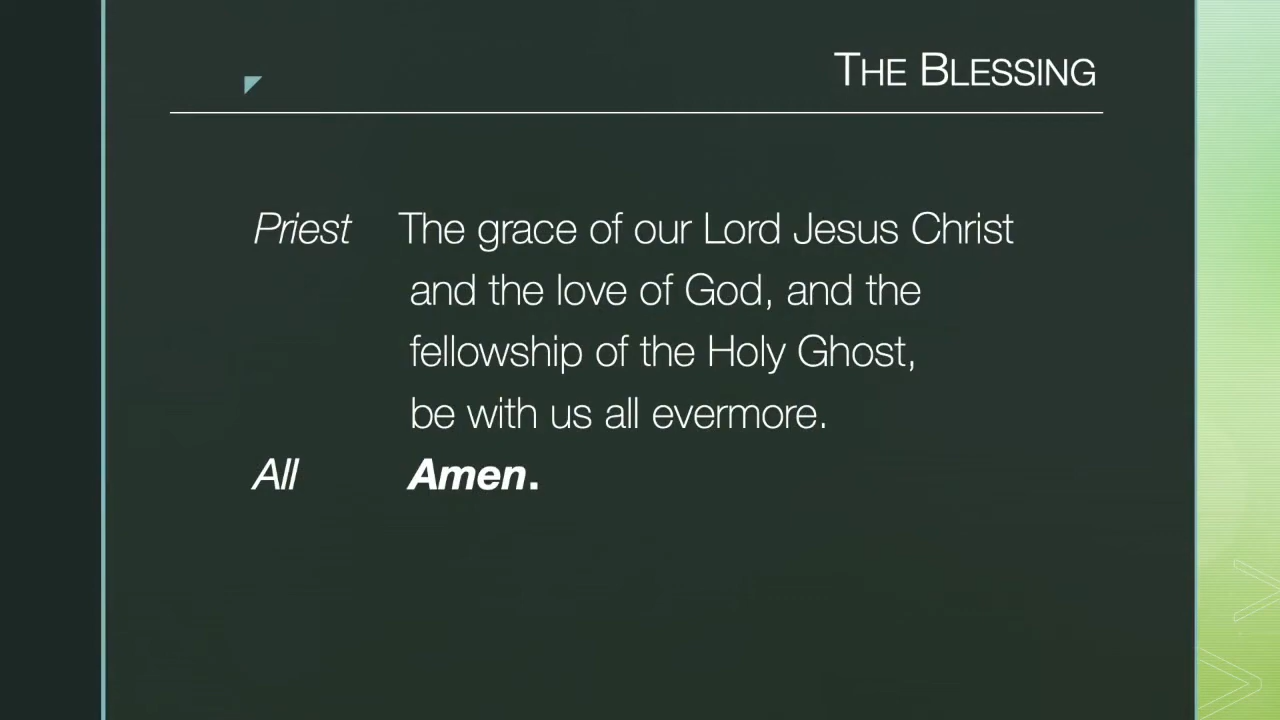 THE BLESSING
Priest The grace of our Lord Jesus Christ
and the love of God, and the
fellowship of the Holy Ghost,
be with us all evermore.
All Amen.